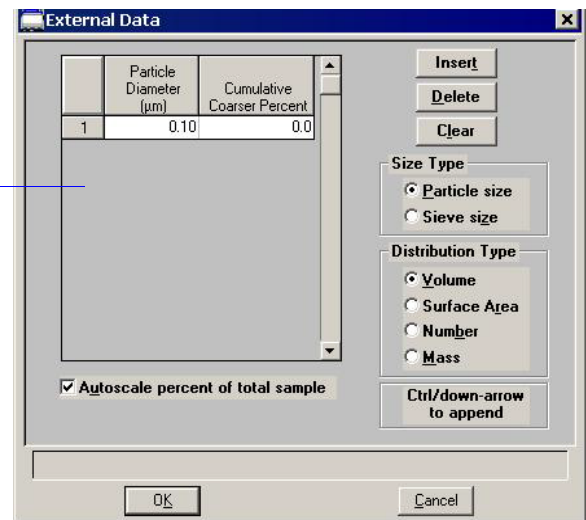 External Data
Particle
Diameter
(µm)
Cumulative
Coarser Percent
1 0.10 0.0
Insert
Delete
Clear
Size Type
Particle size
Sieve size
Distribution Type
Volume
Surface Area
Number
Mass
Autoscale percent of total sample
Ctrl/down-arrow
to append
OK
Cancel